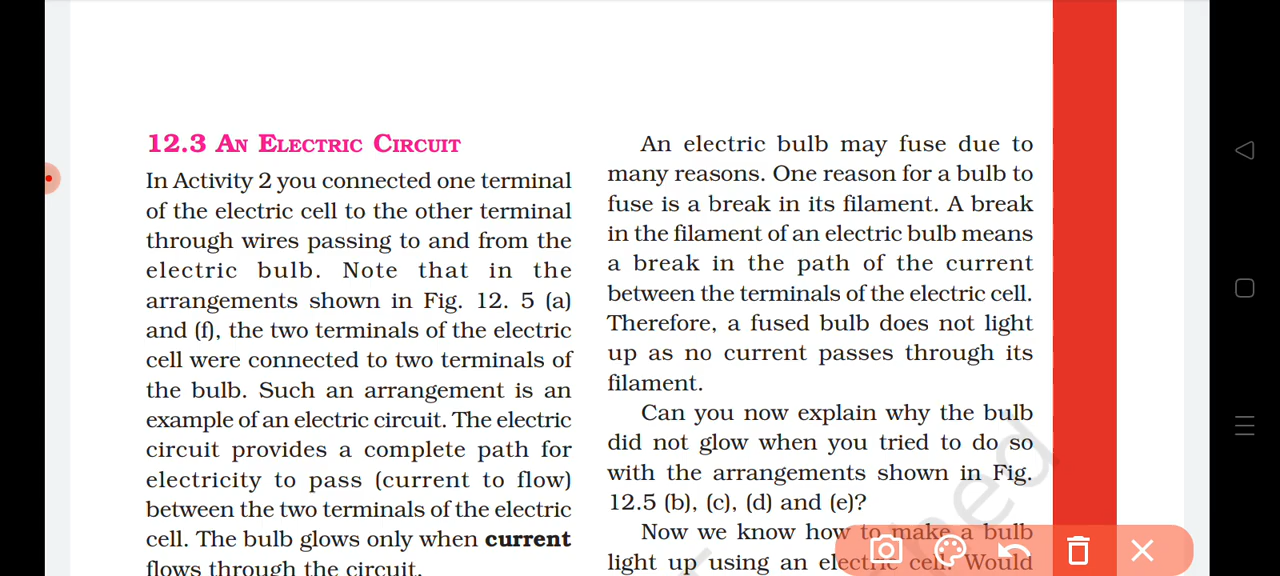 12.3 AN ELECTRIC CIRCUIT
In Activity 2 you connected one terminal
of the electric cell to the other terminal
through wires passing to and from the
electric bulb. Note that in the
arrangements shown in Fig. 12. 5 (a)
and (f), the two terminals of the electric
cell were connected to two terminals of
the bulb. Such an arrangement is an
example of an electric circuit. The electric
circuit provides a complete path for
electricity to pass (current to flow)
between the two terminals of the electric
cell. The bulb glows only when current
flows through the circuit.
An electric bulb may fuse due to
many reasons. One reason for a bulb to
fuse is a break in its filament. A break
in the filament of an electric bulb means
a break in the path of the current
between the terminals of the electric cell.
Therefore, a fused bulb does not light
up as no current passes through its
filament.
Can you now explain why the bulb
did not glow when you tried to do so
with the arrangements shown in Fig.
12.5 (b), (c), (d) and (e)?
Now we know how to make a bulb
light up using an electric cell. Would